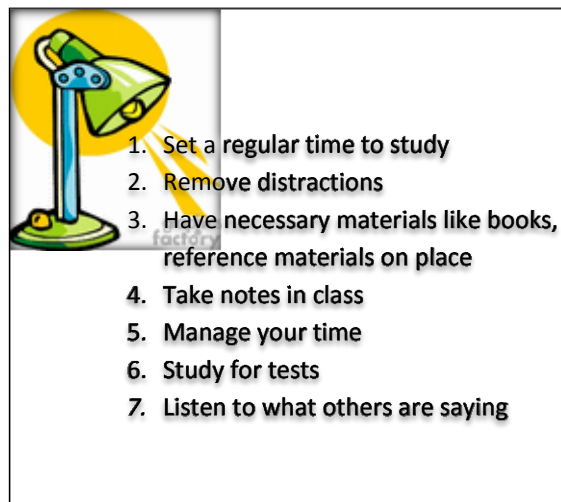 1. Set a regular time to study
2. Remove distractions
3. Have necessary materials like books,
reference materials on place
factory
4. Take notes in class
5. Manage your time
6. Study for tests
7. Listen to what others are saying